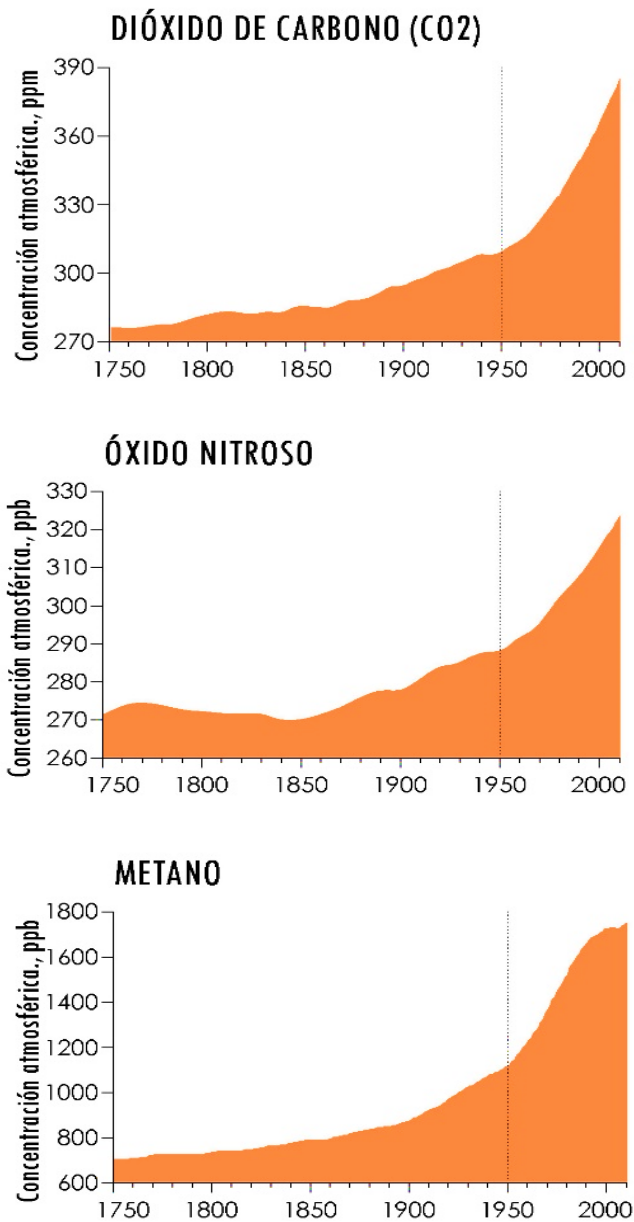 DIÓXIDO DE CARBONO (CO2)
Concentración atmosférica., ppm
390
360
330
300
270
1750 1800 1850 1900 1950 2000
ÓXIDO NITROSO
Concentración atmosférica., ppb
330
320
310
300
290
280
270
260
1750 1800 1850 1900 1950 2000
METANO
Concentración atmosférica., ppb
1800
1600
1400
1200
1000
800
600
1750 1800 1850 1900 1950 2000